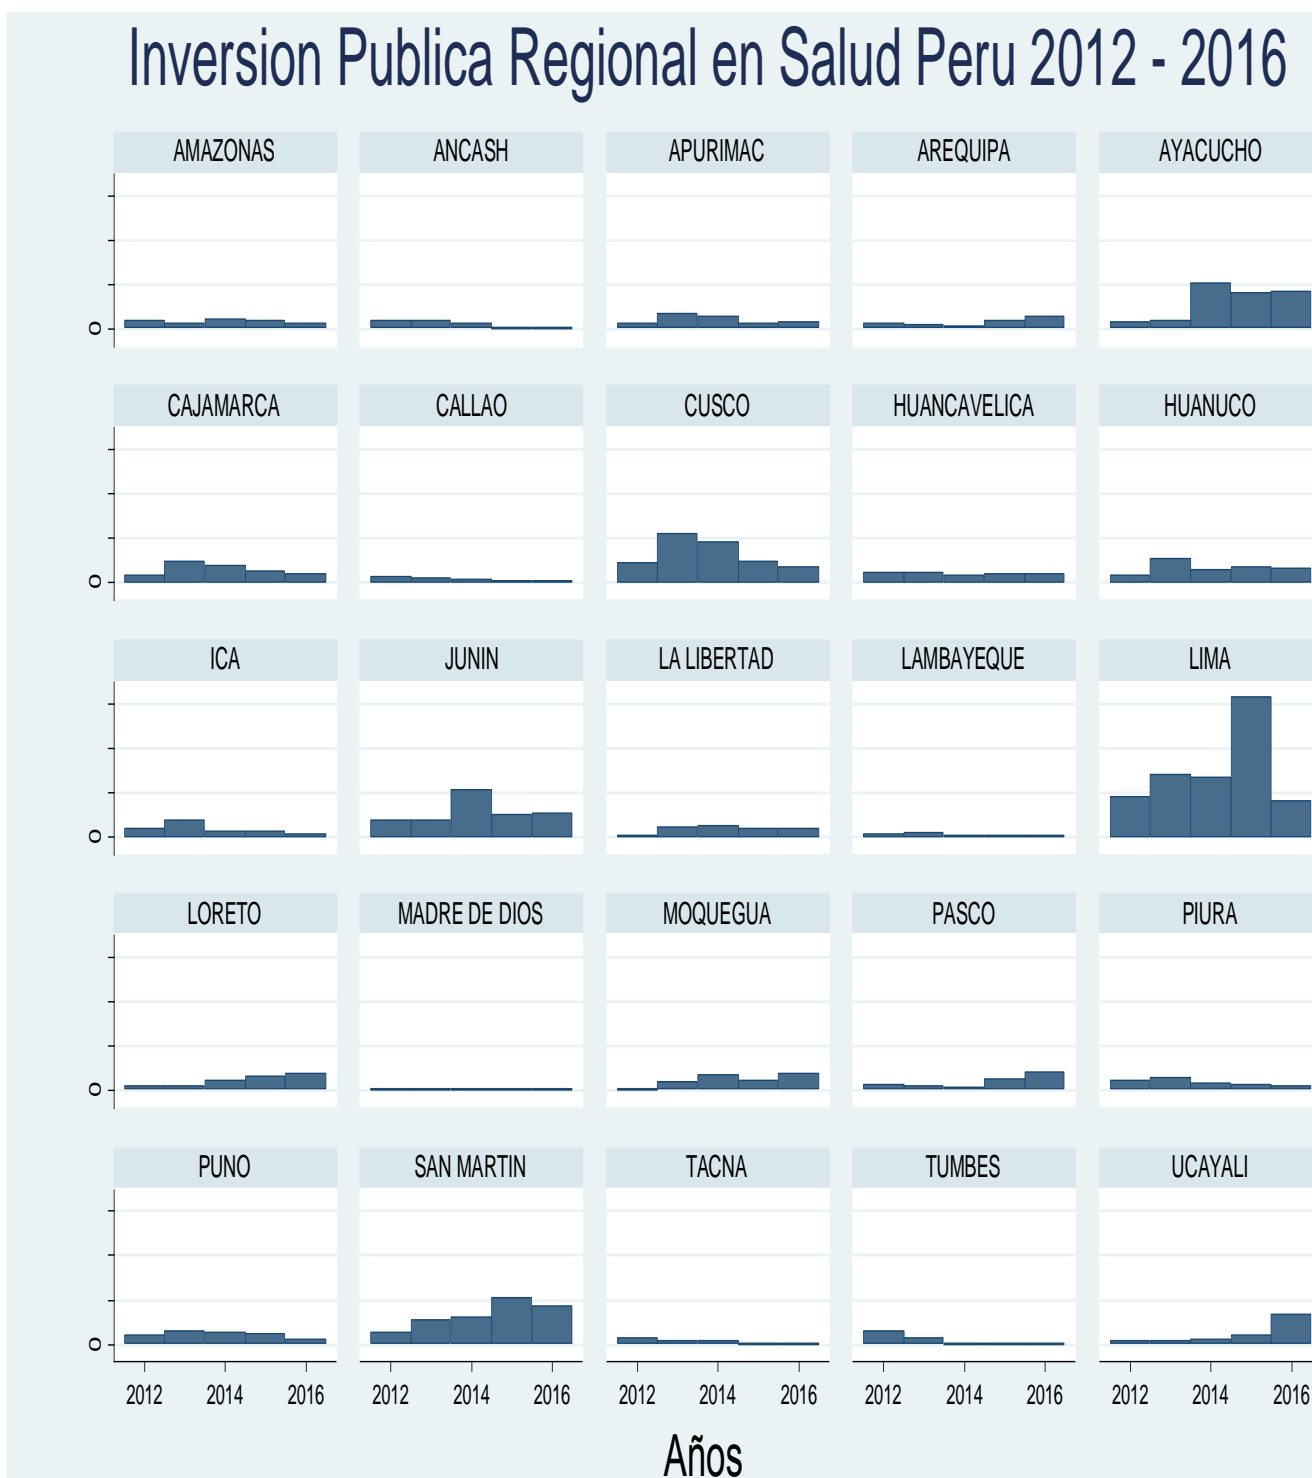 Inversion Publica Regional en Salud Peru 2012 - 2016
AMAZONAS ANCASH APURIMAC AREQUIPA AYACUCHO
0
CAJAMARCA CALLAO CUSCO HUANCAVELICA HUANUCO
0
ICA JUNIN LA LIBERTAD LAMBAYEQUE LIMA
0
LORETO MADRE DE DIOS MOQUEGUA PASCO PIURA
0
PUNO SAN MARTIN TACNA TUMBES UCAYALI
0
2012 2014 2016 2012 2014 2016 2012 2014 2016 2012 2014 2016 2012 2014 2016
Años